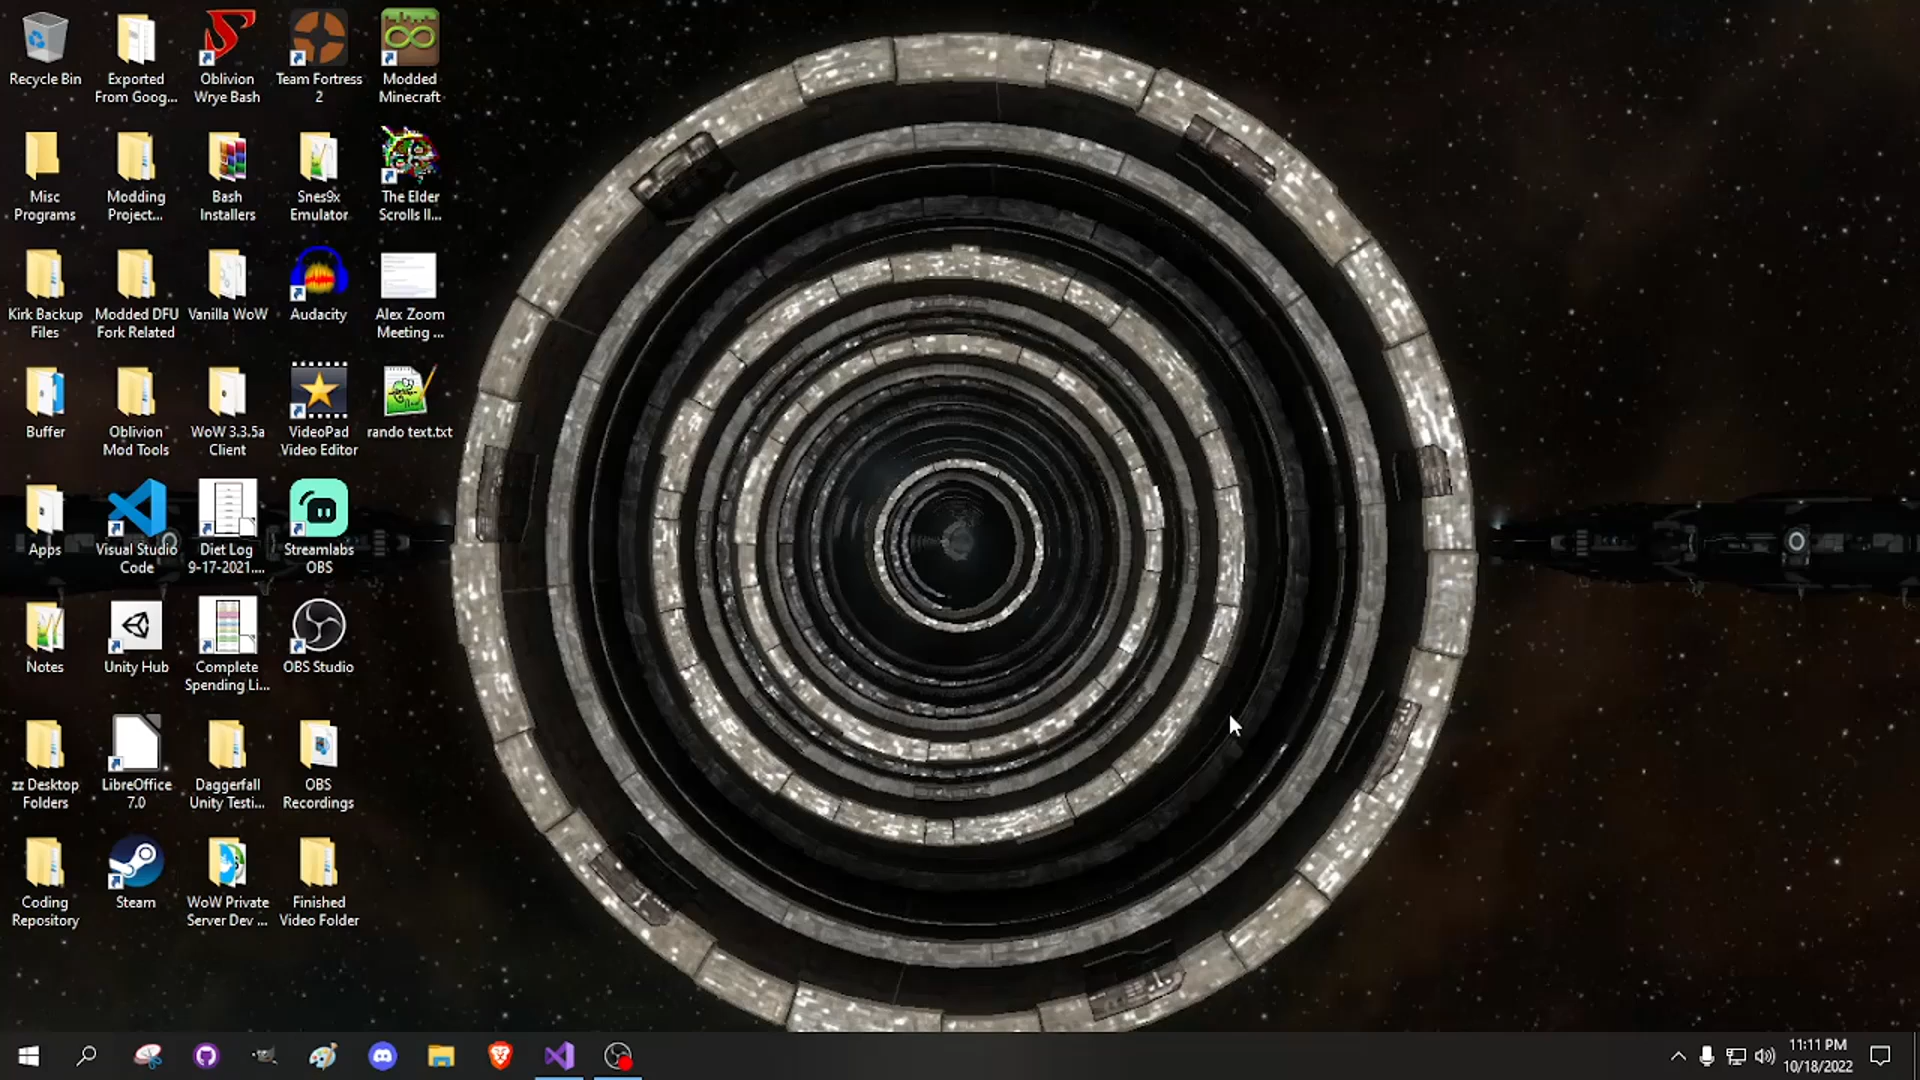 Recycle Bin
Exported
From Goog...
Oblivion
Wrye Bash
Team Fortress
2
Modded
Minecraft
Misc
Programs
Modding
Project...
Bash
Installers
Snes9x
Emulator
The Elder
Scrolls II...
Kirk Backup
Files
Modded DFU
Fork Related
Vanilla WoW
Audacity
Alex Zoom
Meeting ...
Buffer
Oblivion
Mod Tools
WoW 3.3.5a
Client
VideoPad
Video Editor
rando text.txt
Apps
Visual Studio
Code
Diet Log
9-17-2021....
Streamlabs
OBS
Notes
Unity Hub
Complete
Spending Li...
OBS Studio
zz Desktop
Folders
LibreOffice
7.0
Daggerfall
Unity Testi...
OBS
Recordings
Coding
Repository
Steam
WoW Private
Server Dev ...
Finished
Video Folder
11:11 PM
10/18/2022